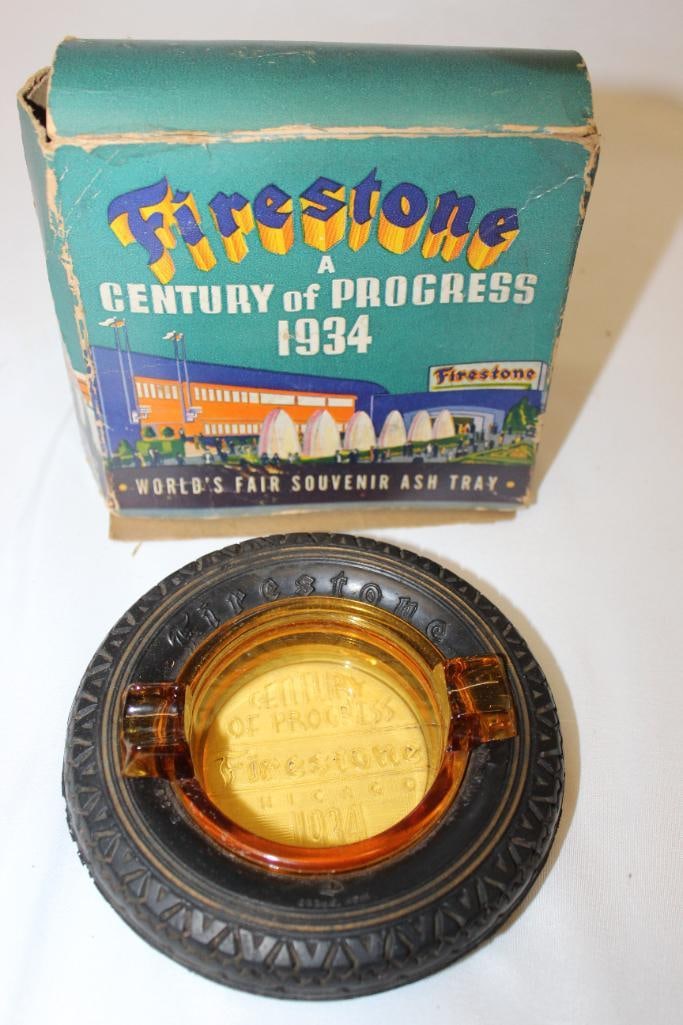 Firestone
A
CENTURY of PROGRESS
1934
Firestone
• WORLD'S FAIR SOUVENIR ASH TRAY •
Firestone
CENTURY
OF PROGRESS
Firestone
CHICAGO
1934